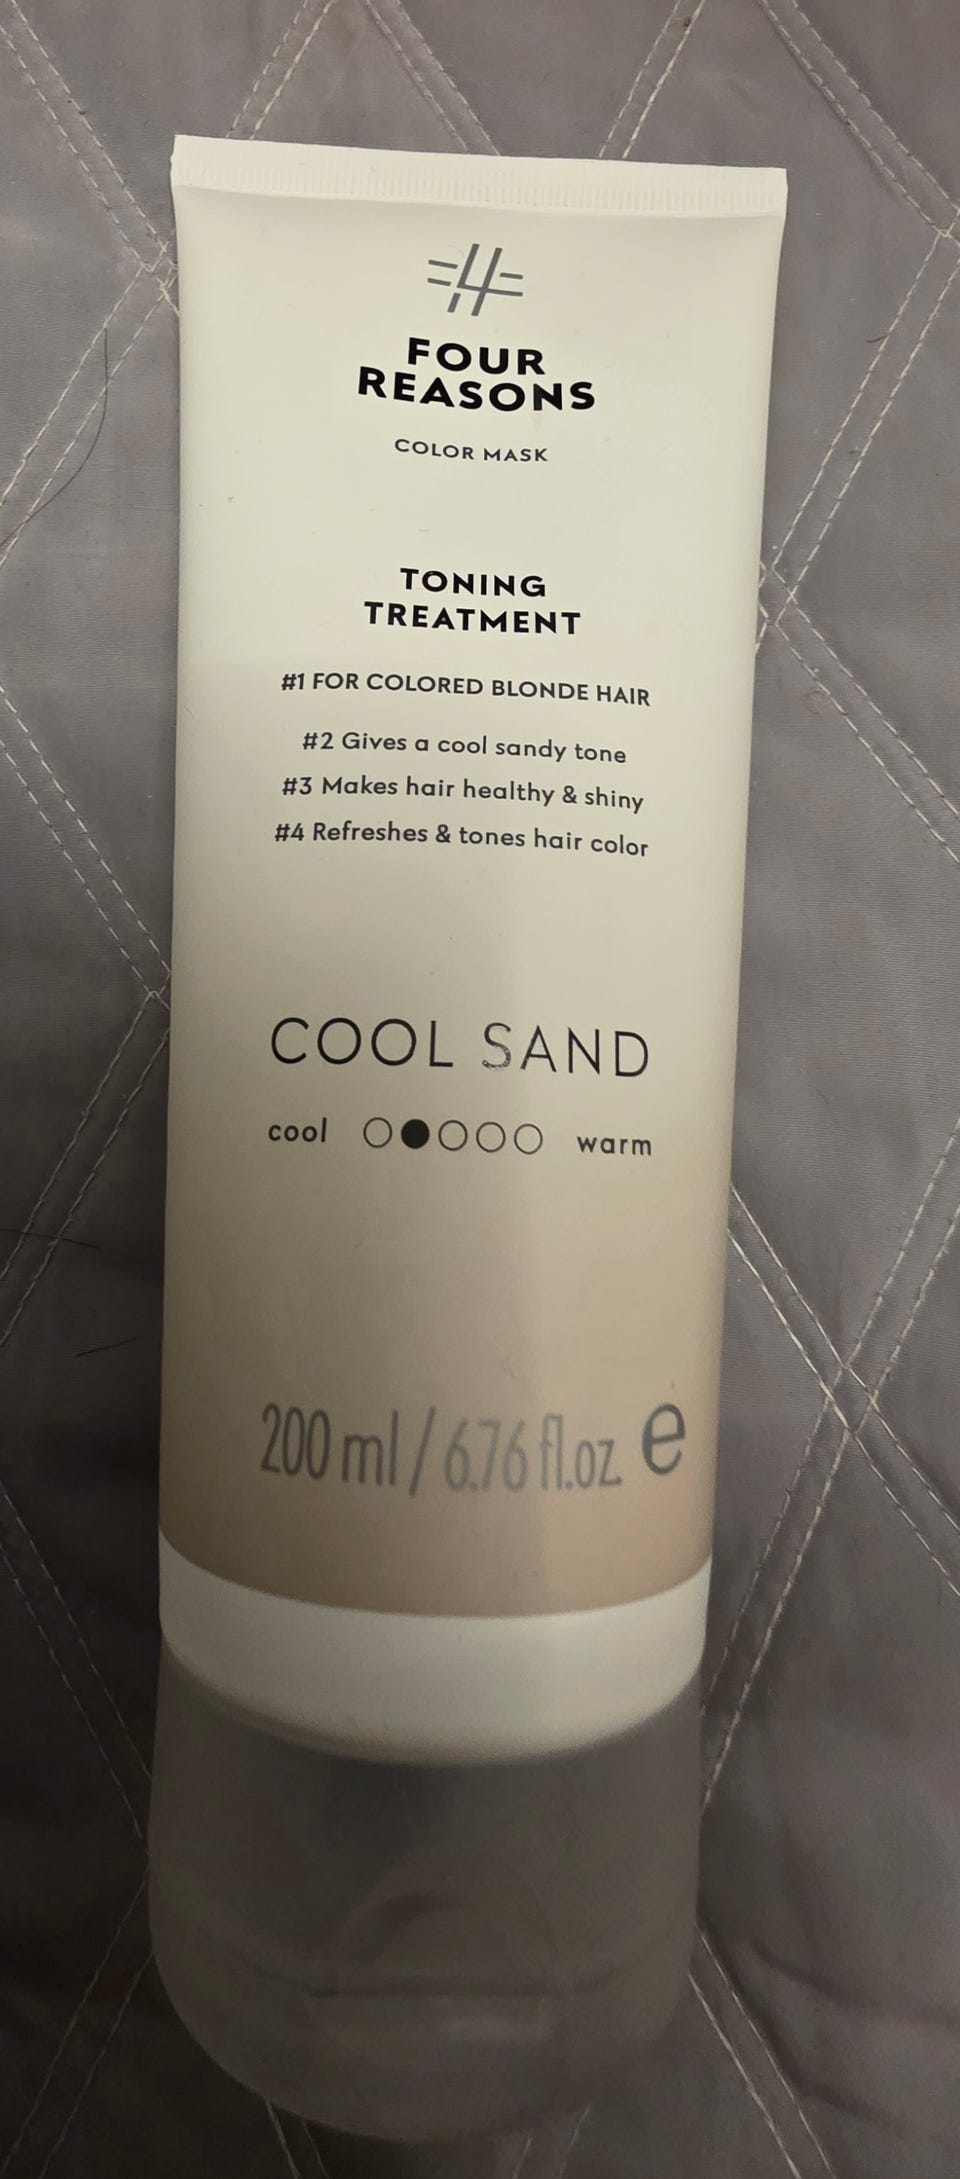 FOUR
REASONS
COLOR MASK
TONING
TREATMENT
#1 FOR COLORED BLONDE HAIR
#2 Gives a cool sandy tone
#3 Makes hair healthy & shiny
#4 Refreshes & tones hair color
COOL SAND
cool warm
200 ml / 6.76 fl.oz. e